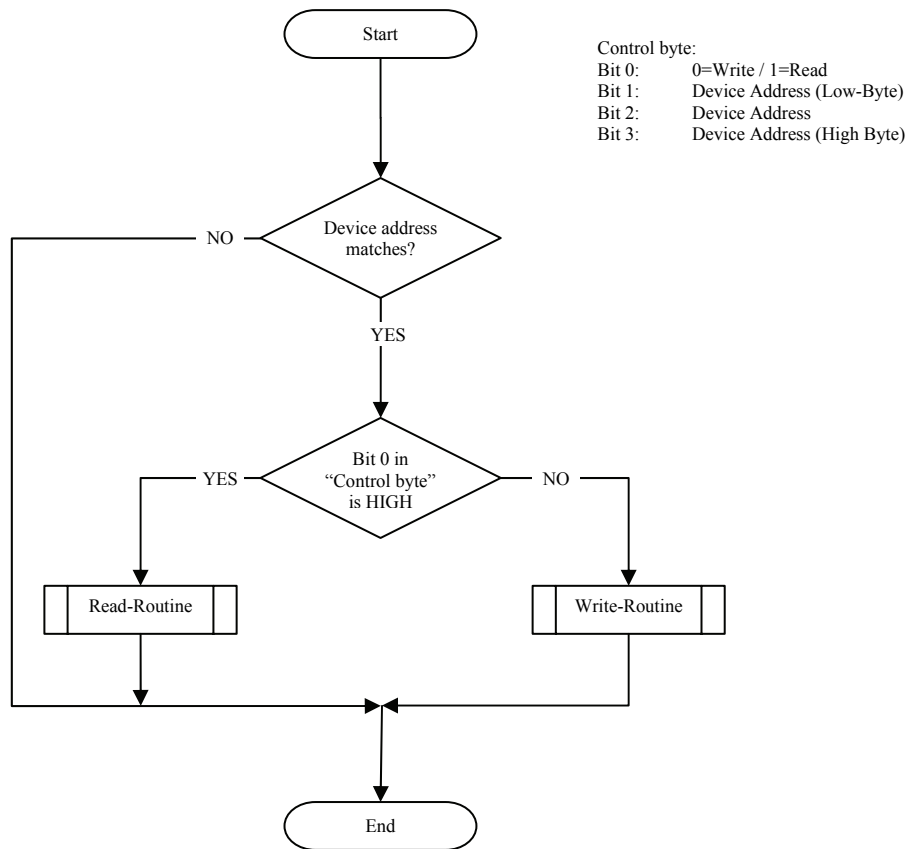 Start
Control byte:
Bit 0: 0=Write / 1=Read
Bit 1: Device Address (Low-Byte)
Bit 2: Device Address
Bit 3: Device Address (High Byte)
Device address
matches?
NO
YES
Bit 0 in
“Control byte”
is HIGH
YES
NO
Read-Routine
Write-Routine
End